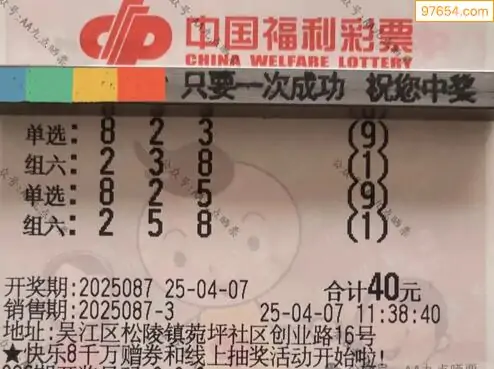 97654.com
中国福利彩票
CHINA WELFARE LOTTERY
只要一次成功 祝您中奖
单选: 8 2 3 (9)
组六: 2 3 8 (1)
单选: 8 2 5 (9)
组六: 2 5 8 (1)
开奖期:2025087 25-04-07 合计40元
销售期:2025087-3 25-04-07 11:38:40
地址:吴江区松陵镇苑坪社区创业路16号
★快乐8千万赠券和线上抽奖活动开始啦!